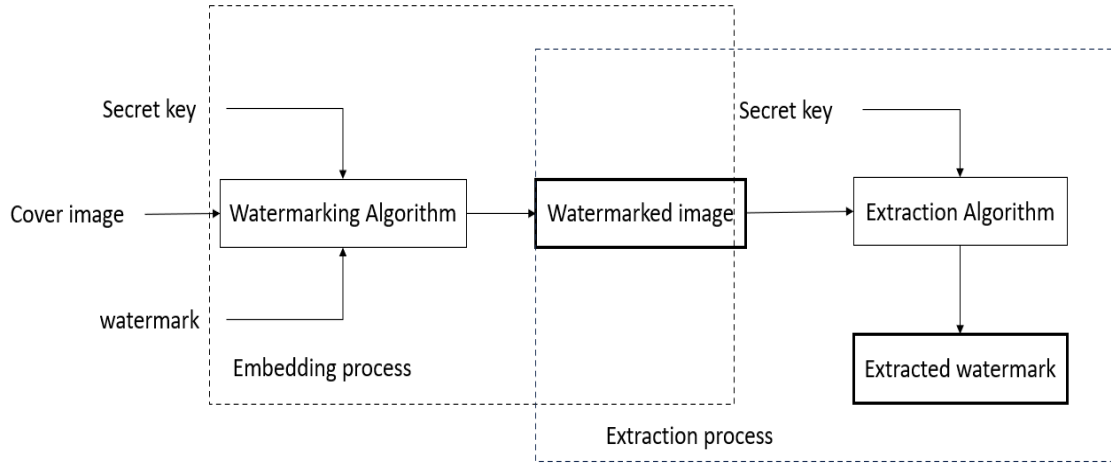 Secret key
Secret key
Cover image
Watermarking Algorithm
Watermarked image
Extraction Algorithm
watermark
Embedding process
Extracted watermark
Extraction process